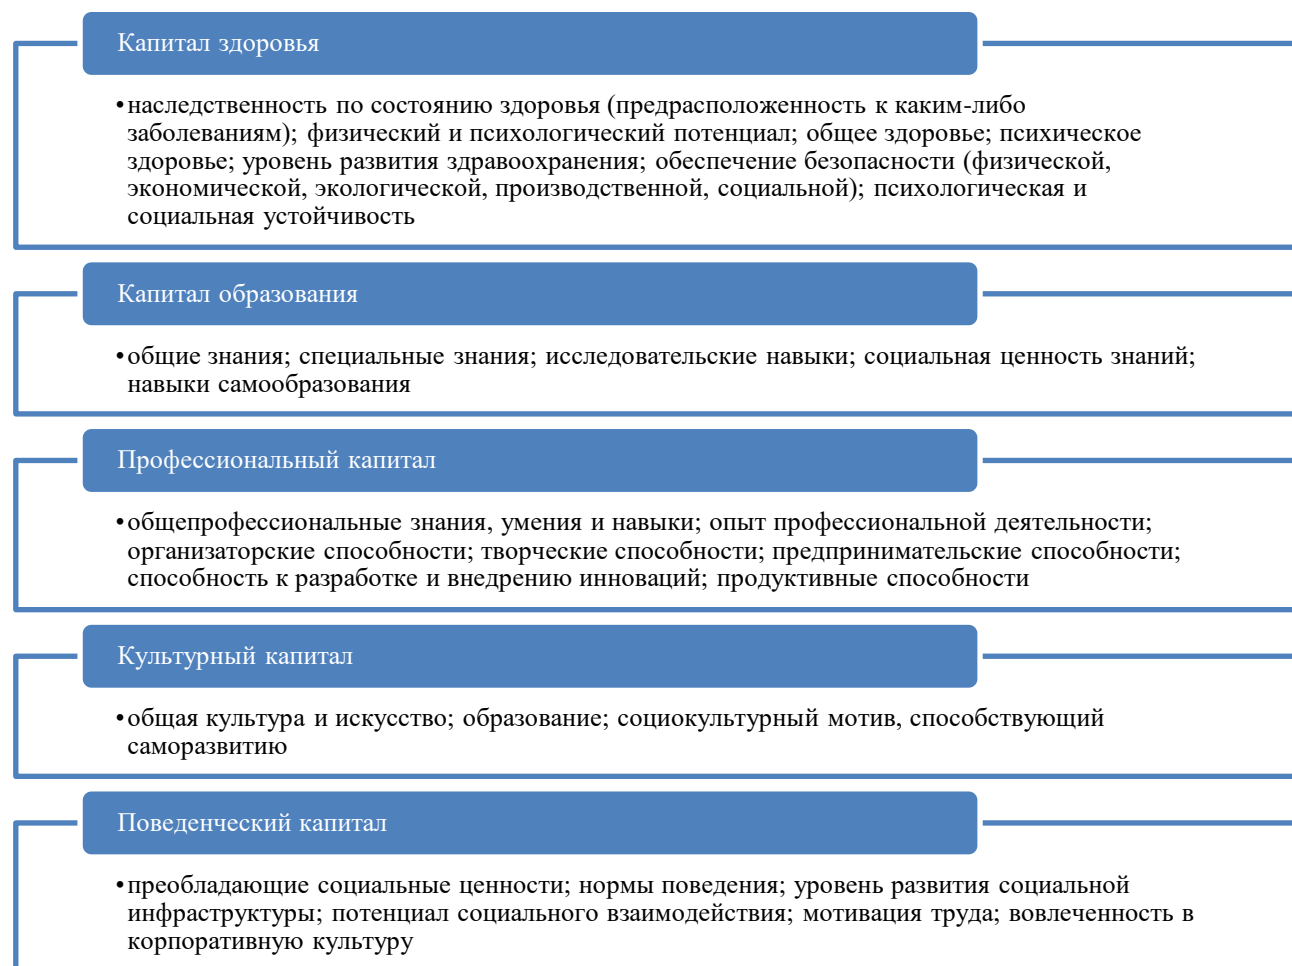 Капитал здоровья
•наследственность по состоянию здоровья (предрасположенность к каким-либо
заболеваниям); физический и психологический потенциал; общее здоровье; психическое
здоровье; уровень развития здравоохранения; обеспечение безопасности (физической,
экономической, экологической, производственной, социальной); психологическая и
социальная устойчивость
Капитал образования
•общие знания; специальные знания; исследовательские навыки; социальная ценность знаний;
навыки самообразования
Профессиональный капитал
•общепрофессиональные знания, умения и навыки; опыт профессиональной деятельности;
организаторские способности; творческие способности; предпринимательские способности;
способность к разработке и внедрению инноваций; продуктивные способности
Культурный капитал
•общая культура и искусство; образование; социокультурный мотив, способствующий
саморазвитию
Поведенческий капитал
•преобладающие социальные ценности; нормы поведения; уровень развития социальной
инфраструктуры; потенциал социального взаимодействия; мотивация труда; вовлеченность в
корпоративную культуру